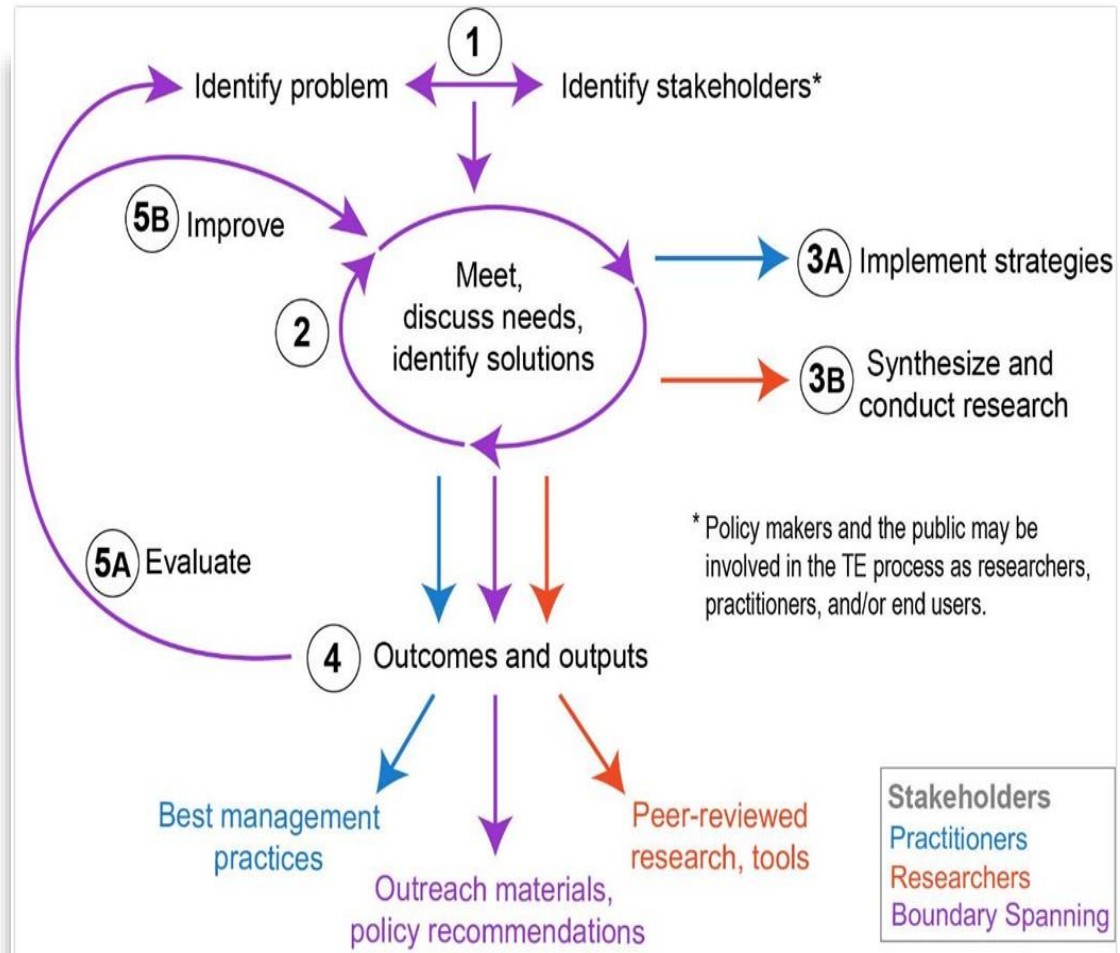 1
Identify problem
Identify stakeholders*
5B Improve
2
Meet,
discuss needs,
identify solutions
3A Implement strategies
3B Synthesize and
conduct research
* Policy makers and the public may be
involved in the TE process as researchers,
practitioners, and/or end users.
5A Evaluate
4 Outcomes and outputs
Best management
practices
Outreach materials,
policy recommendations
Peer-reviewed
research, tools
Stakeholders
Practitioners
Researchers
Boundary Spanning